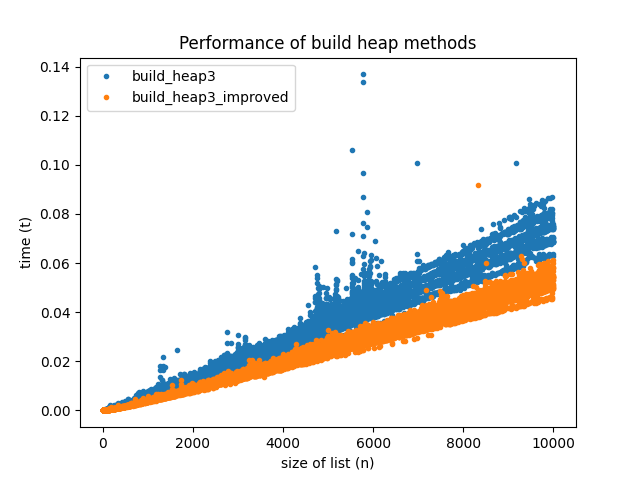 Performance of build heap methods
build_heap3
build_heap3_improved
0.14
0.12
0.10
0.08
0.06
0.04
0.02
0.00
time (t)
0 2000 4000 6000 8000 10000
size of list (n)